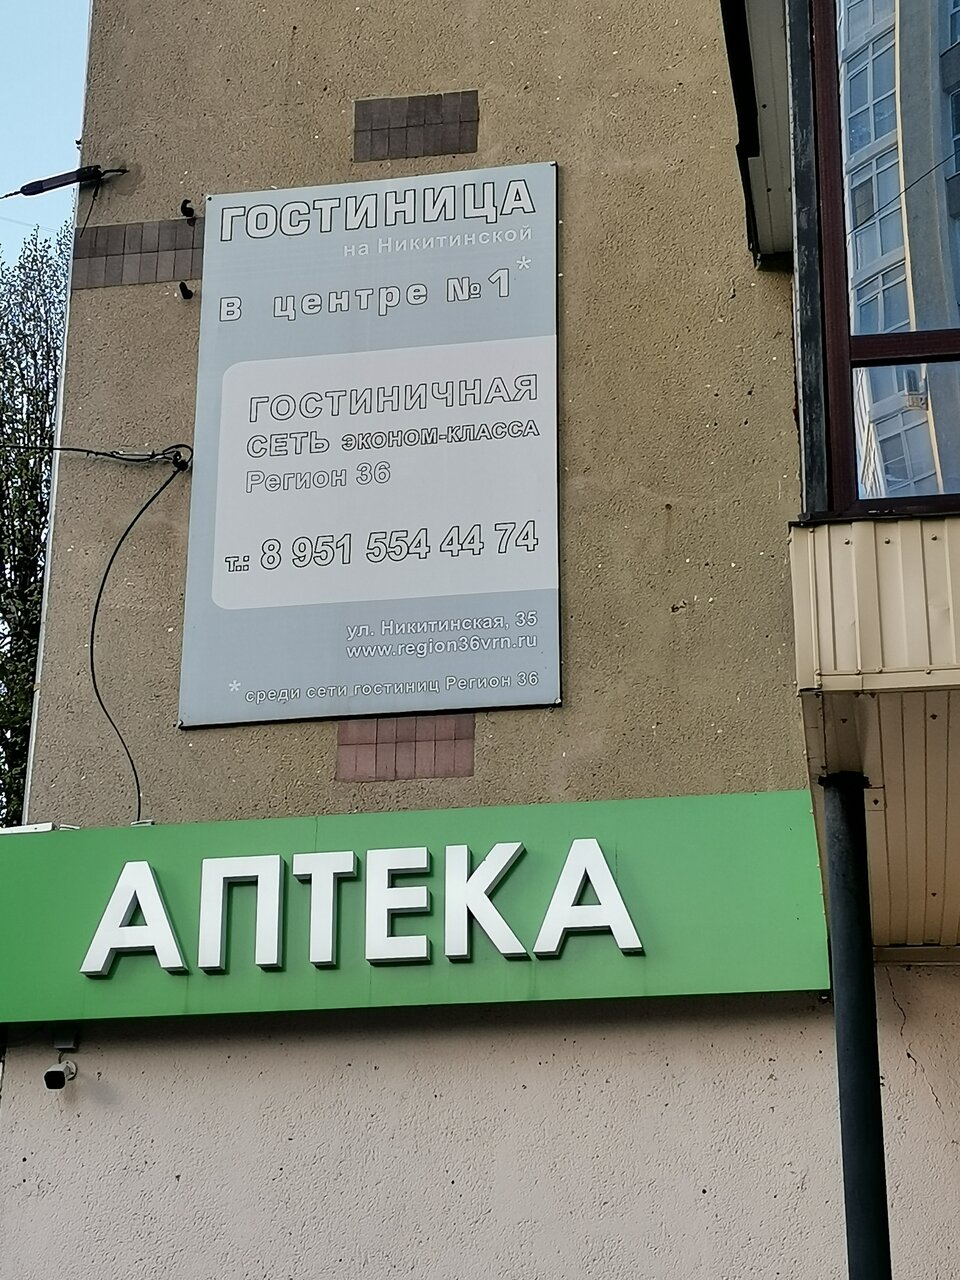 ГОСТИНИЦА
на Никитинской
в центре №1*
ГОСТИНИЧНАЯ
СЕТЬ ЭКОНОМ-КЛАССА
Регион 36
т.: 8 951 554 44 74
ул. Никитинская, 35
www.region36vrn.ru
*среди сети гостиниц Регион 36
АПТЕКА